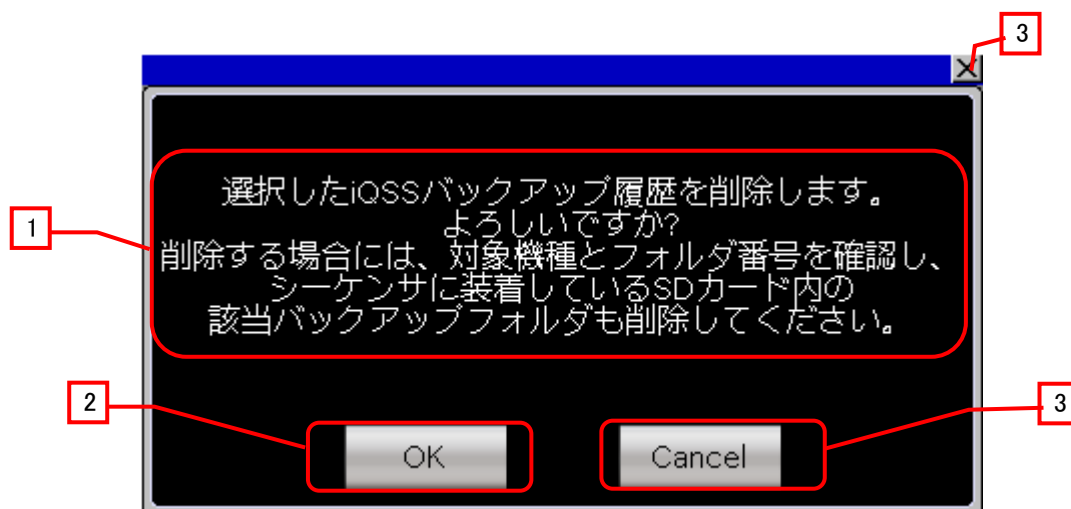 3
選択したiQSSバックアップ履歴を削除します。
よろしいですか?
1
削除する場合には、対象機種とフォルダ番号を確認し、
シーケンサに装着しているSDカード内の
該当バックアップフォルダも削除してください。
2
3
OK
Cancel